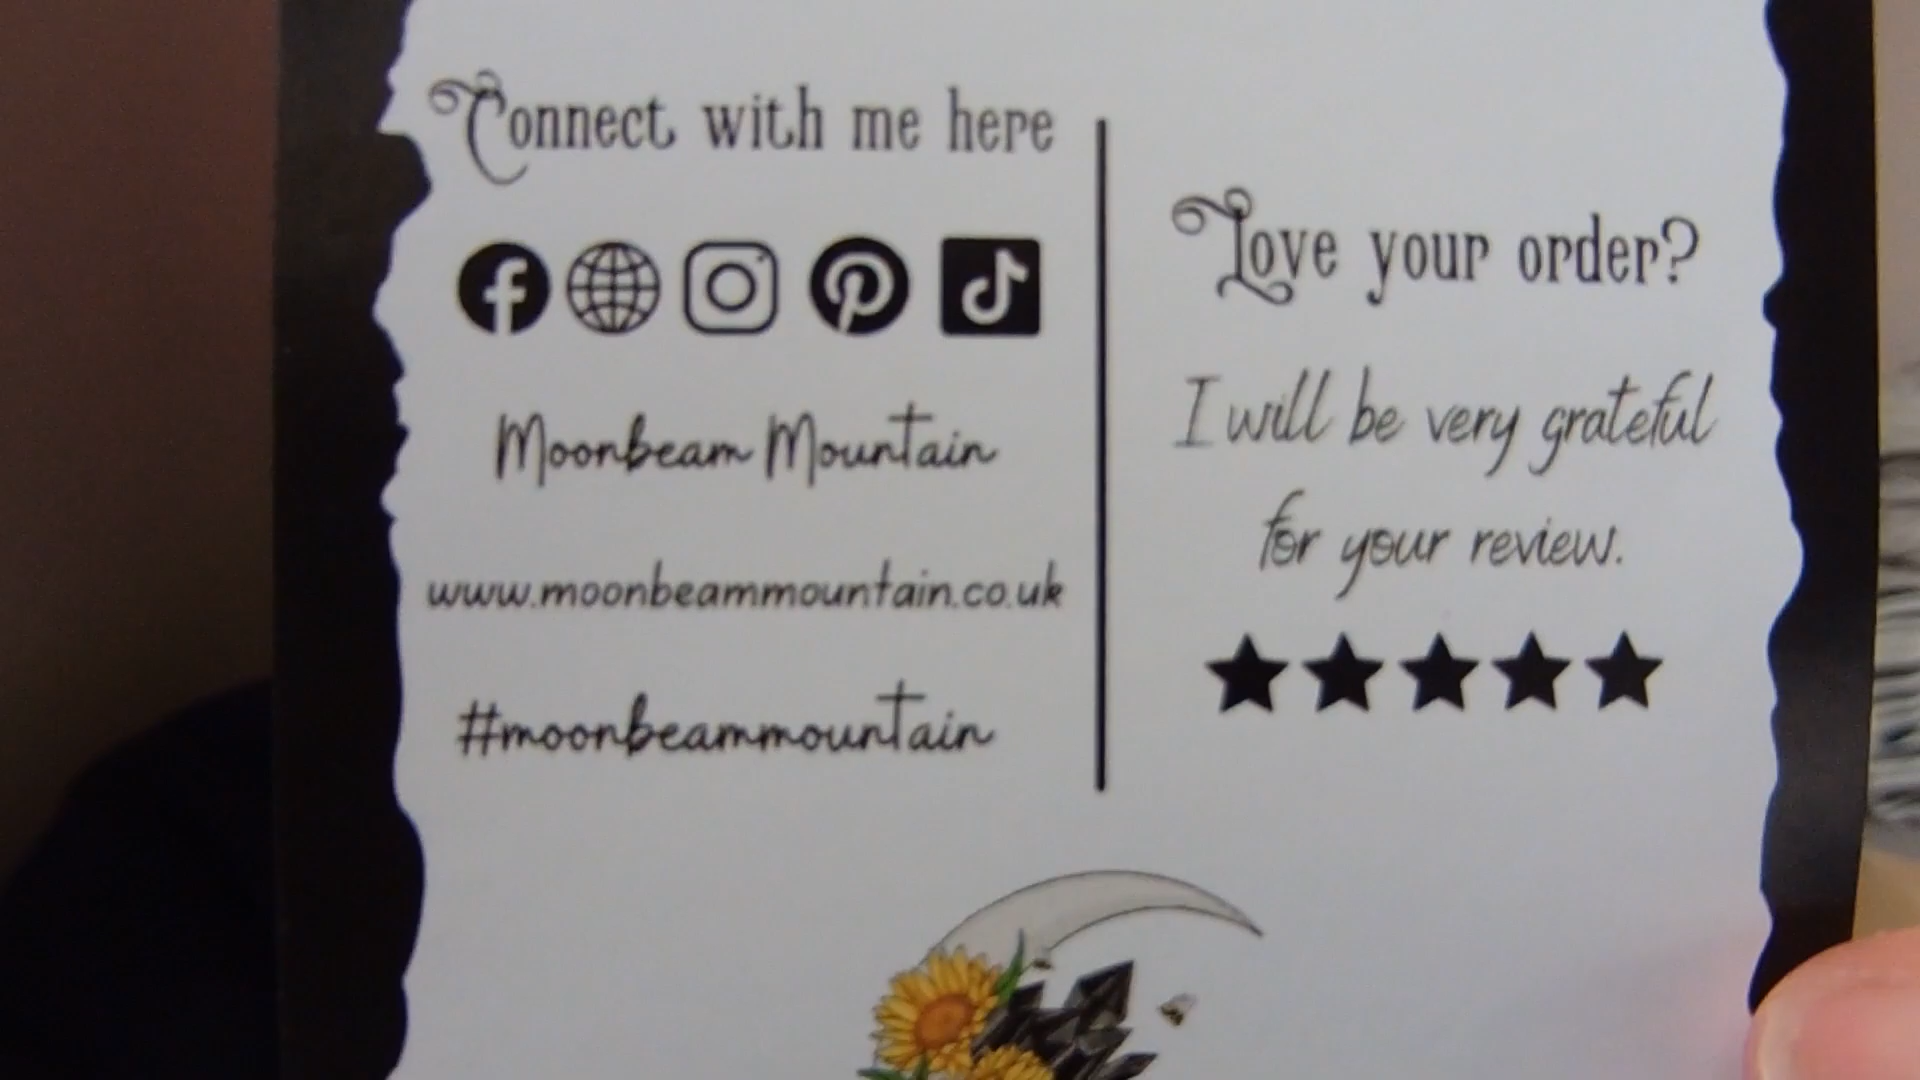 Connect with me here
Moonbeam Mountain
www.moonbeammountain.co.uk
#moonbeammountain
Love your order?
I will be very grateful
for your review.